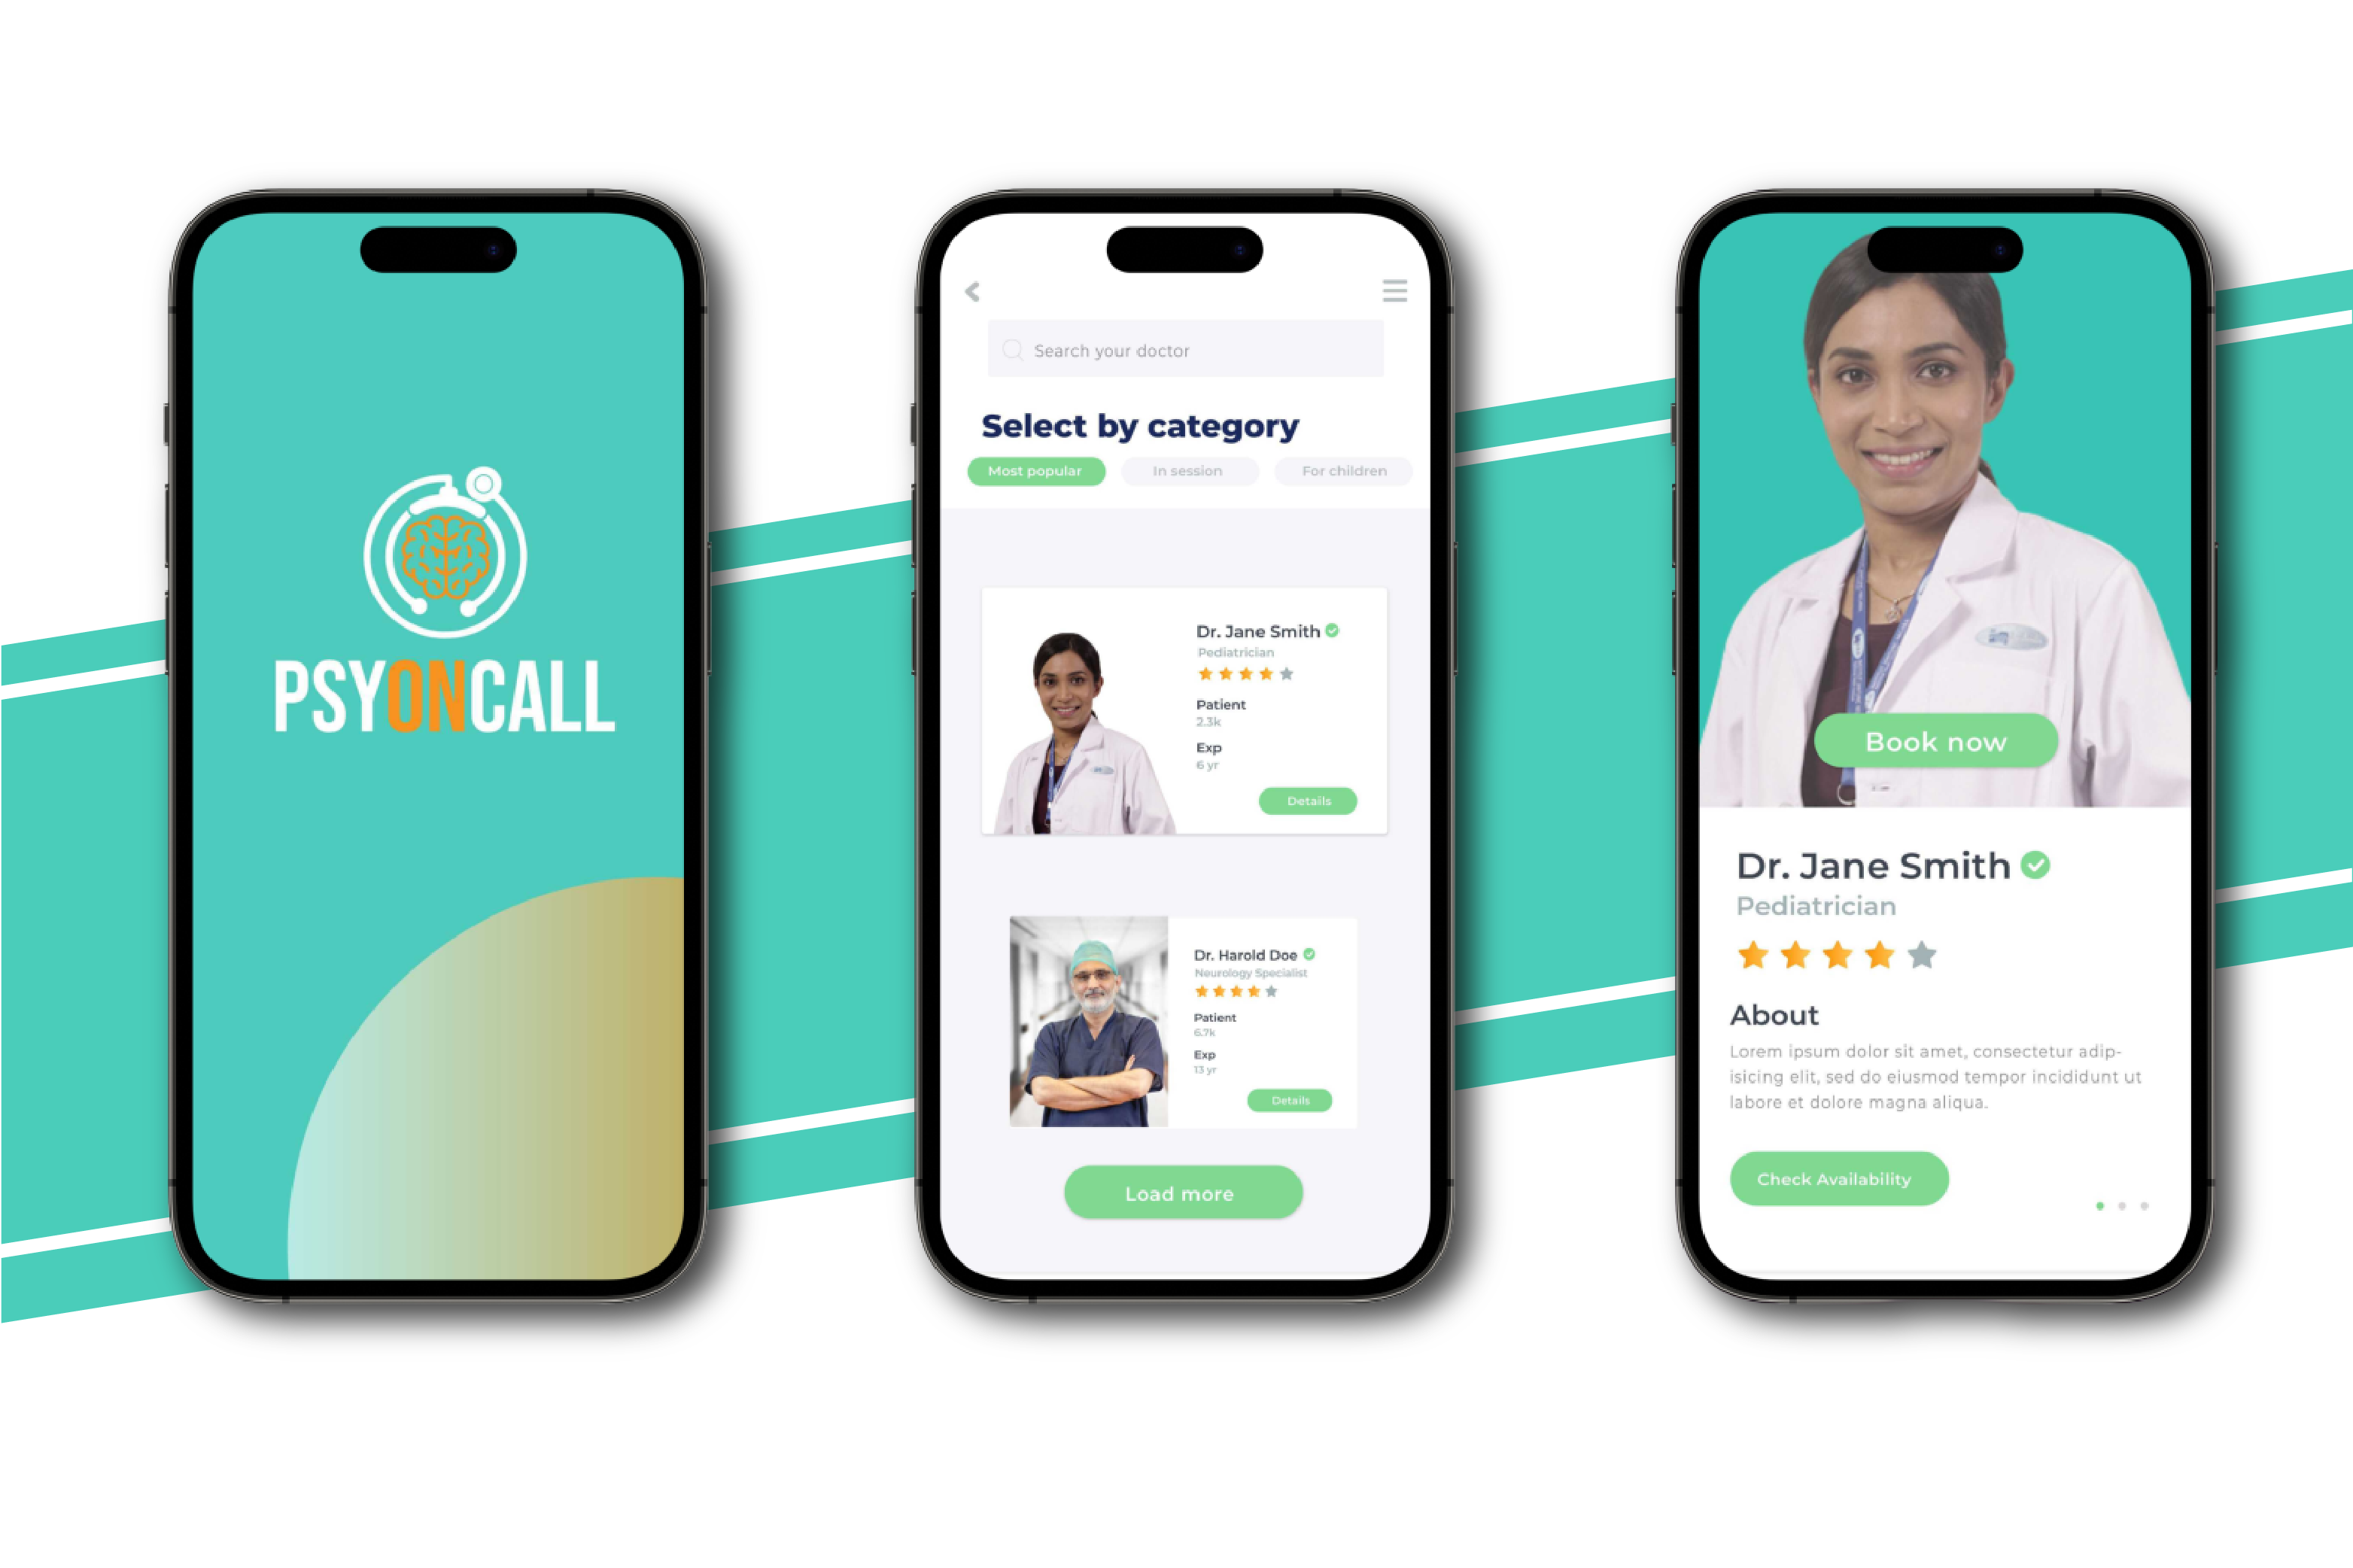 PSYONCALL
Search your doctor
Select by category
Most popular
In session
For children
Dr. Jane Smith
Pediatrician
Patient
2.3k
Exp
6 yr
Details
Dr. Harold Doe
Neurology Specialist
Patient
6.7k
Exp
13 yr
Details
Load more
Book now
Dr. Jane Smith
Pediatrician
About
Lorem ipsum dolor sit amet, consectetur adip-
isicing elit, sed do eiusmod tempor incididunt ut
labore et dolore magna aliqua.
Check Availability